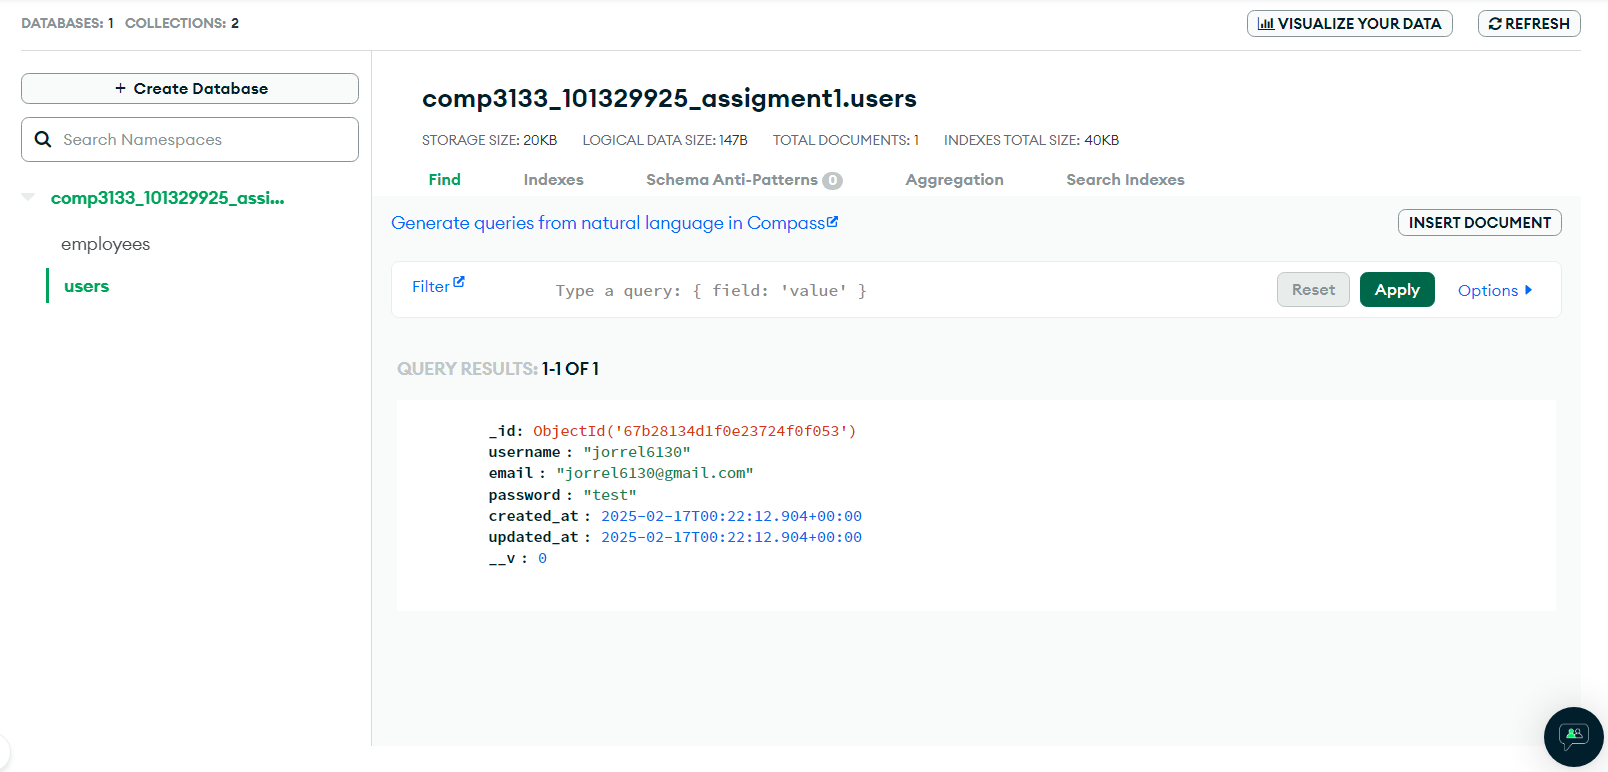 DATABASES: 1 COLLECTIONS: 2
VISUALIZE YOUR DATA
REFRESH
+ Create Database
Search Namespaces
comp3133_101329925_assi...
employees
users
comp3133_101329925_assigment1.users
STORAGE SIZE: 20KB LOGICAL DATA SIZE: 147B TOTAL DOCUMENTS: 1 INDEXES TOTAL SIZE: 40KB
Find Indexes Schema Anti-Patterns 0 Aggregation Search Indexes
Generate queries from natural language in Compass
INSERT DOCUMENT
Filter Type a query: { field: 'value' } Reset Apply Options
QUERY RESULTS: 1-1 OF 1
_id: ObjectId('67b28134d1f0e23724f0f053')
username : "jorrel6130"
email : "jorrel6130@gmail.com"
password : "test"
created_at : 2025-02-17T00:22:12.904+00:00
updated_at : 2025-02-17T00:22:12.904+00:00
__v : 0